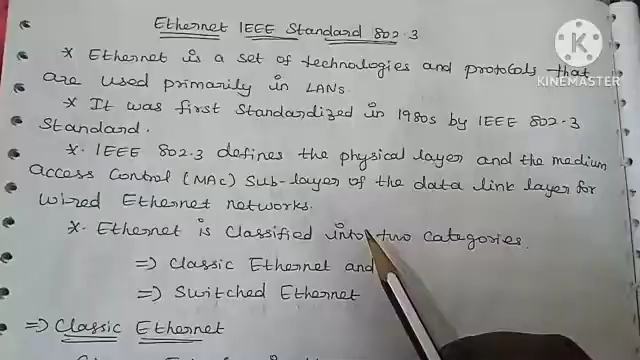 Ethernet IEEE Standard 802.3
* Ethernet is a set of technologies and protocols that
are used primarily in LANs.
* It was first standardized in 1980s by IEEE 802.3
Standard.
* IEEE 802.3 defines the physical layer and the medium
access control (MAC) sub-layer of the data link layer for
wired Ethernet networks.
* Ethernet is classified into two categories.
=> Classic Ethernet and
=> Switched Ethernet
=> Classic Ethernet
KINEMASTER